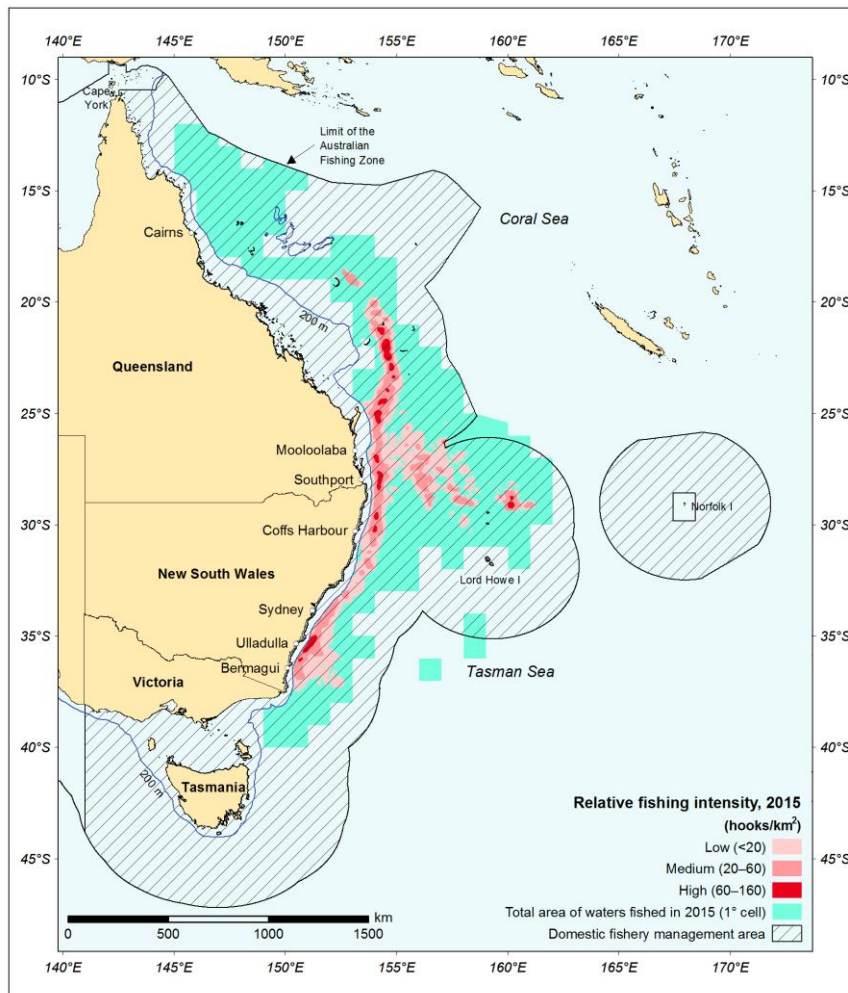 140°E 145°E 150°E 155°E 160°E 165°E 170°E
10°S
15°S
20°S
25°S
30°S
35°S
40°S
45°S
Cape
York
Limit of the
Australian
Fishing Zone
Coral Sea
Cairns
200 m
Queensland
Mooloolaba
Southport
Norfolk I
Coffs Harbour
New South Wales
Lord Howe I
Sydney
Ulladulla
Bermagui
Tasman Sea
Victoria
200 m
Tasmania
Relative fishing intensity, 2015
(hooks/km²)
Low (<20)
Medium (20–60)
High (60–160)
Total area of waters fished in 2015 (1° cell)
Domestic fishery management area
km
0 500 1000 1500
140°E 145°E 150°E 155°E 160°E 165°E 170°E
10°S
15°S
20°S
25°S
30°S
35°S
40°S
45°S